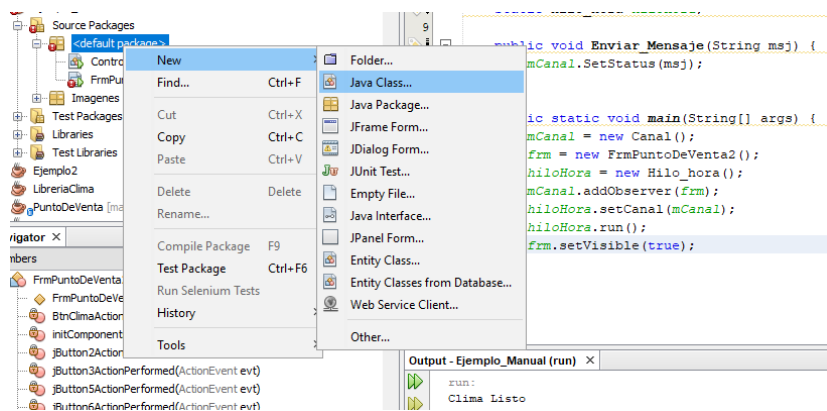 Source Packages
<default package>
Contro
FrmPun
Imagenes
Test Packages
Libraries
Test Libraries
Ejemplo2
LibreriaClima
PuntoDeVenta [ma
vigator ×
mbers
FrmPuntoDeVenta
FrmPuntoDeVe
BtnClimaAction
initComponent
jButton2Action
jButton3ActionPerformed(ActionEvent evt)
jButton5ActionPerformed(ActionEvent evt)
jButton6ActionPerformed(ActionEvent evt)
New
Find... Ctrl+F
Cut Ctrl+X
Copy Ctrl+C
Paste Ctrl+V
Delete Delete
Rename...
Compile Package F9
Test Package Ctrl+F6
Run Selenium Tests
History
Tools
Folder...
Java Class...
Java Package...
JFrame Form...
JDialog Form...
JUnit Test...
Empty File...
Java Interface...
JPanel Form...
Entity Class...
Entity Classes from Database...
Web Service Client...
Other...
9
public void Enviar_Mensaje(String msj) {
mCanal.SetStatus(msj);
ic static void main(String[] args) {
mCanal = new Canal();
frm = new FrmPuntoDeVenta2();
hiloHora = new Hilo_hora();
mCanal.addObserver(frm);
hiloHora.setCanal(mCanal);
hiloHora.run();
frm.setVisible(true);
Output - Ejemplo_Manual (run) ×
run:
Clima Listo